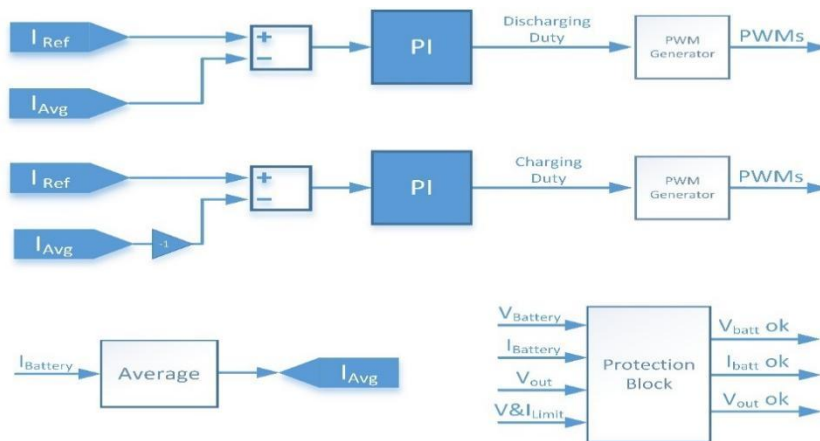 I Ref
I Avg
+
−
PI
Discharging
Duty
PWM
Generator
PWMs
I Ref
I Avg
-1
+
−
PI
Charging
Duty
PWM
Generator
PWMs
I Battery
Average
I Avg
V Battery
I Battery
V out
V&I Limit
Protection
Block
V batt ok
I batt ok
V out ok